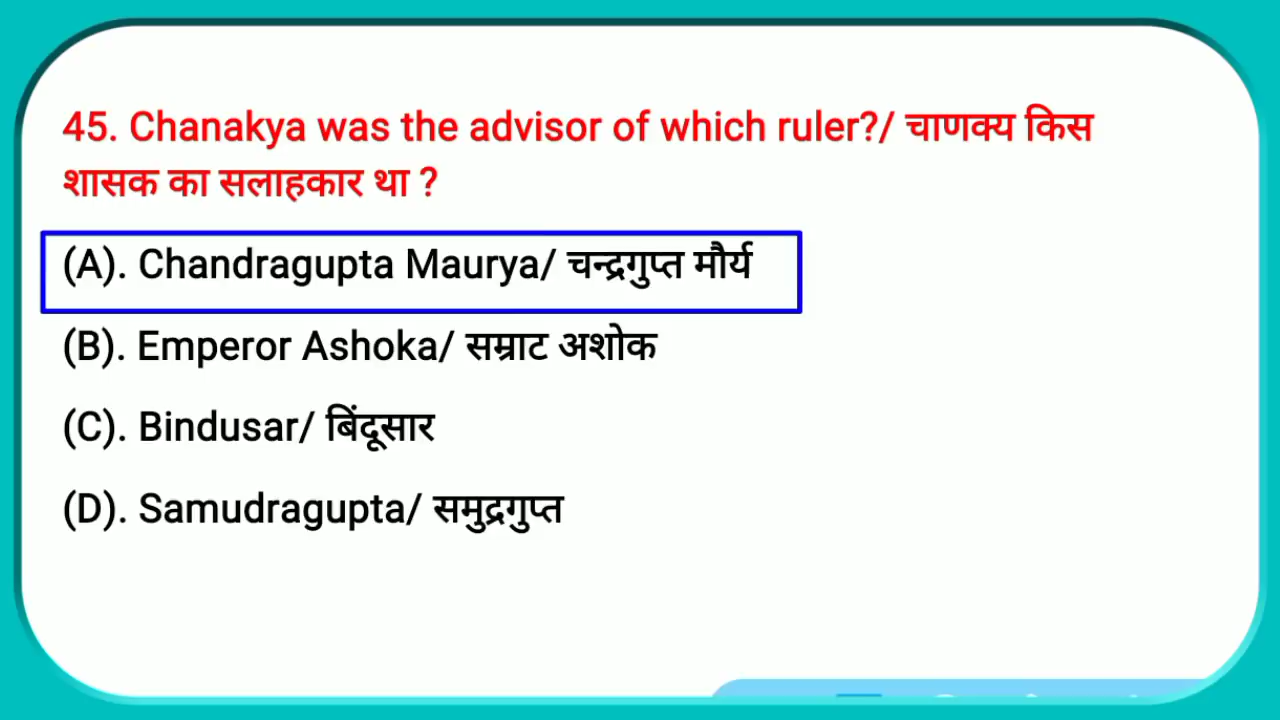 45. Chanakya was the advisor of which ruler?/ चाणक्य किस
शासक का सलाहकार था ?
(A). Chandragupta Maurya/ चन्द्रगुप्त मौर्य
(B). Emperor Ashoka/ सम्राट अशोक
(C). Bindusar/ बिंदूसार
(D). Samudragupta/ समुद्रगुप्त